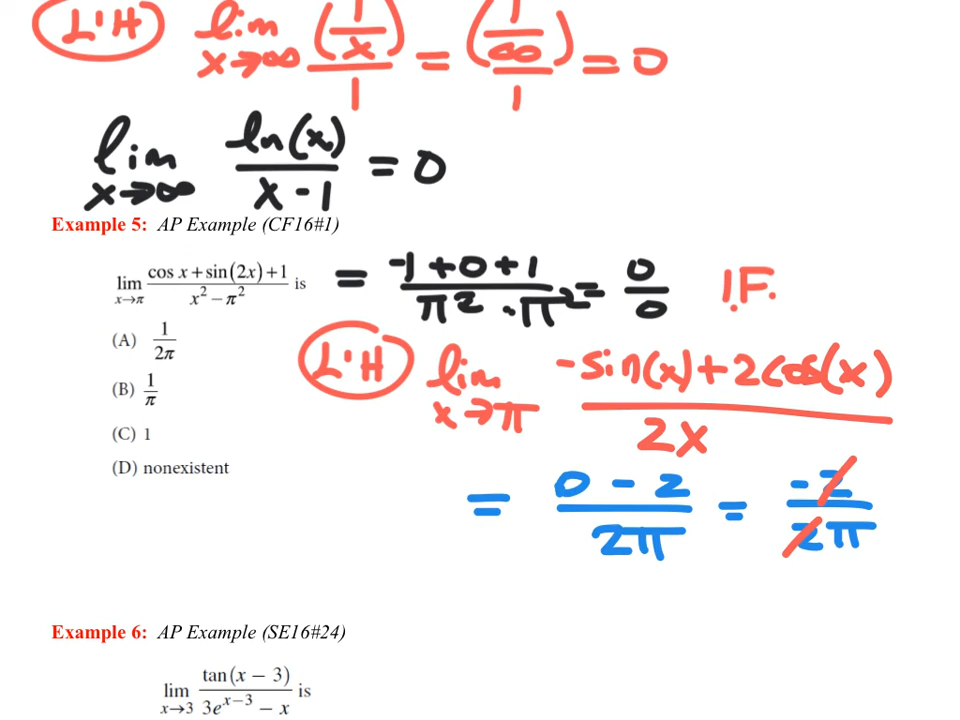 L'H lim x→∞ (1/x)/1 = (1/∞)/1 = 0
lim x→∞ ln(x)/(x-1) = 0
Example 5: AP Example (CF16#1)
lim x→π (cos x + sin(2x) + 1)/(x² − π²) is = (-1+0+1)/(π² - π²) = 0/0 I.F.
(A) 1/2π
L'H lim x→π (-sin(x)+2cos(x))/2x
(B) 1/π
(C) 1
(D) nonexistent
= (0-2)/2π = -2/2π
Example 6: AP Example (SE16#24)
lim x→3 tan(x − 3)/(3e^(x−3) − x) is